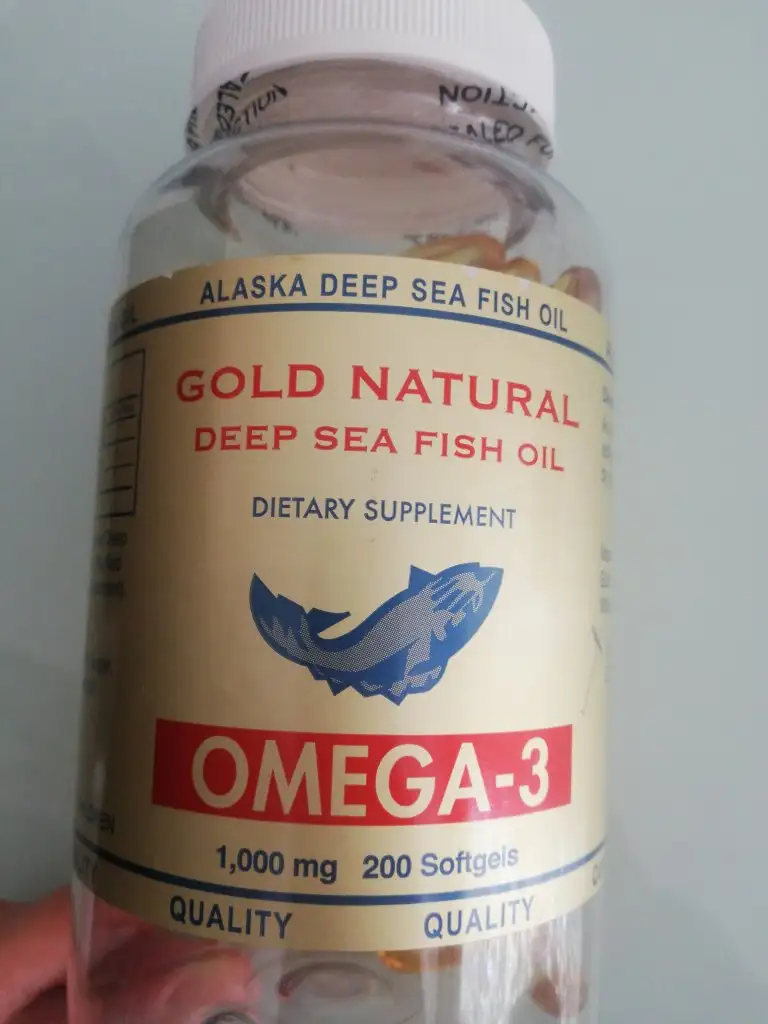 ALASKA DEEP SEA FISH OIL
GOLD NATURAL
DEEP SEA FISH OIL
DIETARY SUPPLEMENT
OMEGA-3
1,000 mg 200 Softgels
QUALITY QUALITY